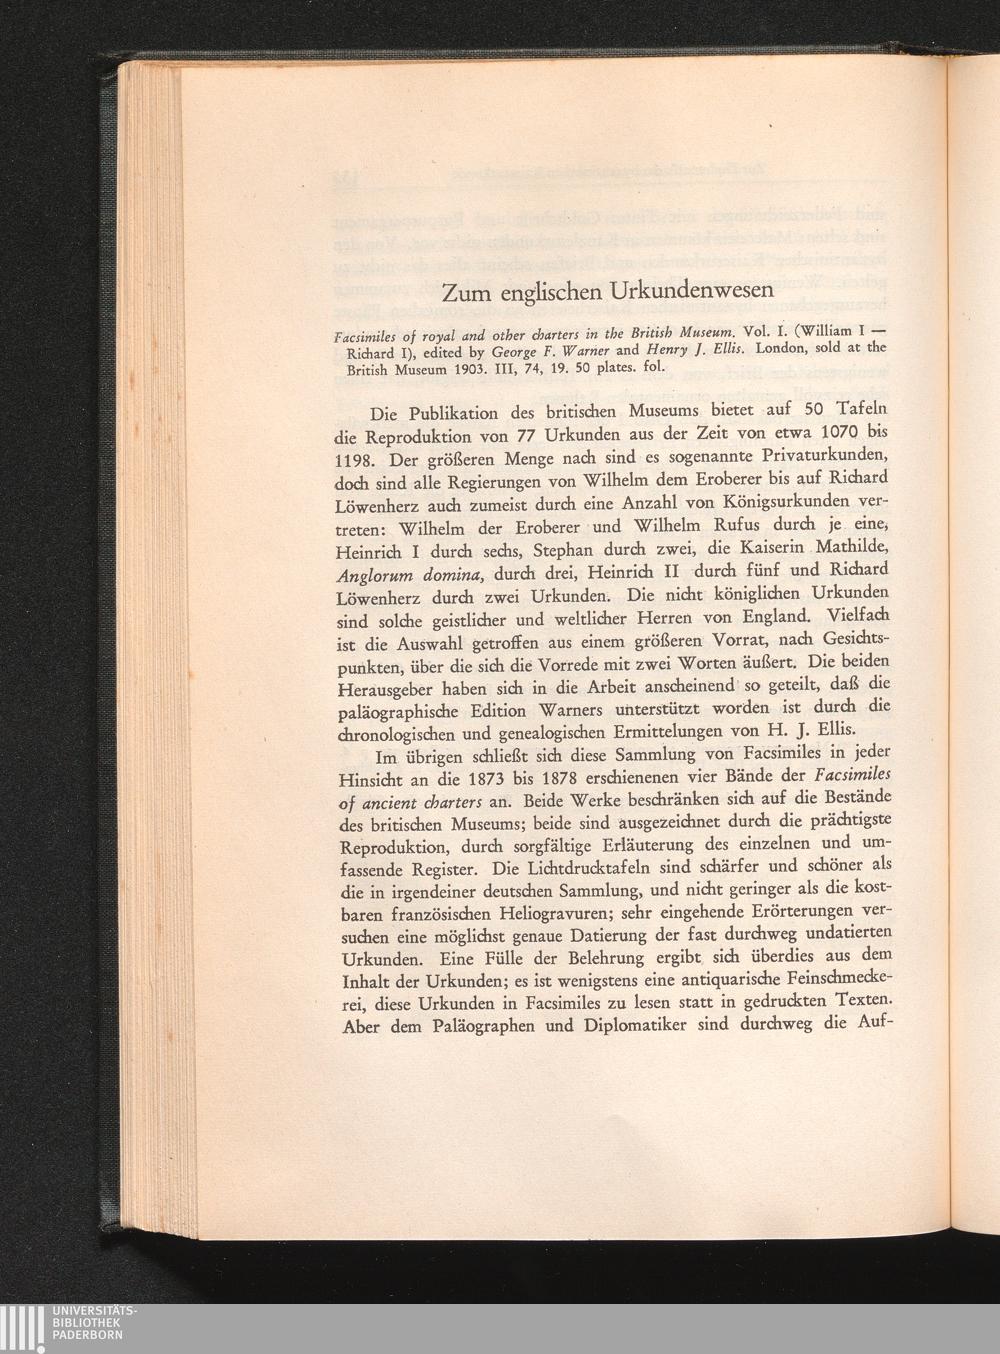 Zum englischen Urkundenwesen
Facsimiles of royal and other charters in the British Museum. Vol. I. (William I —
Richard I), edited by George F. Warner and Henry J. Ellis. London, sold at the
British Museum 1903. III, 74, 19. 50 plates. fol.
Die Publikation des britischen Museums bietet auf 50 Tafeln
die Reproduktion von 77 Urkunden aus der Zeit von etwa 1070 bis
1198. Der größeren Menge nach sind es sogenannte Privaturkunden,
doch sind alle Regierungen von Wilhelm dem Eroberer bis auf Richard
Löwenherz auch zumeist durch eine Anzahl von Königsurkunden ver-
treten: Wilhelm der Eroberer und Wilhelm Rufus durch je eine,
Heinrich I durch sechs, Stephan durch zwei, die Kaiserin Mathilde,
Anglorum domina, durch drei, Heinrich II durch fünf und Richard
Löwenherz durch zwei Urkunden. Die nicht königlichen Urkunden
sind solche geistlicher und weltlicher Herren von England. Vielfach
ist die Auswahl getroffen aus einem größeren Vorrat, nach Gesichts-
punkten, über die sich die Vorrede mit zwei Worten äußert. Die beiden
Herausgeber haben sich in die Arbeit anscheinend so geteilt, daß die
paläographische Edition Warners unterstützt worden ist durch die
chronologischen und genealogischen Ermittelungen von H. J. Ellis.
Im übrigen schließt sich diese Sammlung von Facsimiles in jeder
Hinsicht an die 1873 bis 1878 erschienenen vier Bände der Facsimiles
of ancient charters an. Beide Werke beschränken sich auf die Bestände
des britischen Museums; beide sind ausgezeichnet durch die prächtigste
Reproduktion, durch sorgfältige Erläuterung des einzelnen und um-
fassende Register. Die Lichtdrucktafeln sind schärfer und schöner als
die in irgendeiner deutschen Sammlung, und nicht geringer als die kost-
baren französischen Heliogravuren; sehr eingehende Erörterungen ver-
suchen eine möglichst genaue Datierung der fast durchweg undatierten
Urkunden. Eine Fülle der Belehrung ergibt sich überdies aus dem
Inhalt der Urkunden; es ist wenigstens eine antiquarische Feinschmecke-
rei, diese Urkunden in Facsimiles zu lesen statt in gedruckten Texten.
Aber dem Paläographen und Diplomatiker sind durchweg die Auf-
UNIVERSITÄTS-
BIBLIOTHEK
PADERBORN